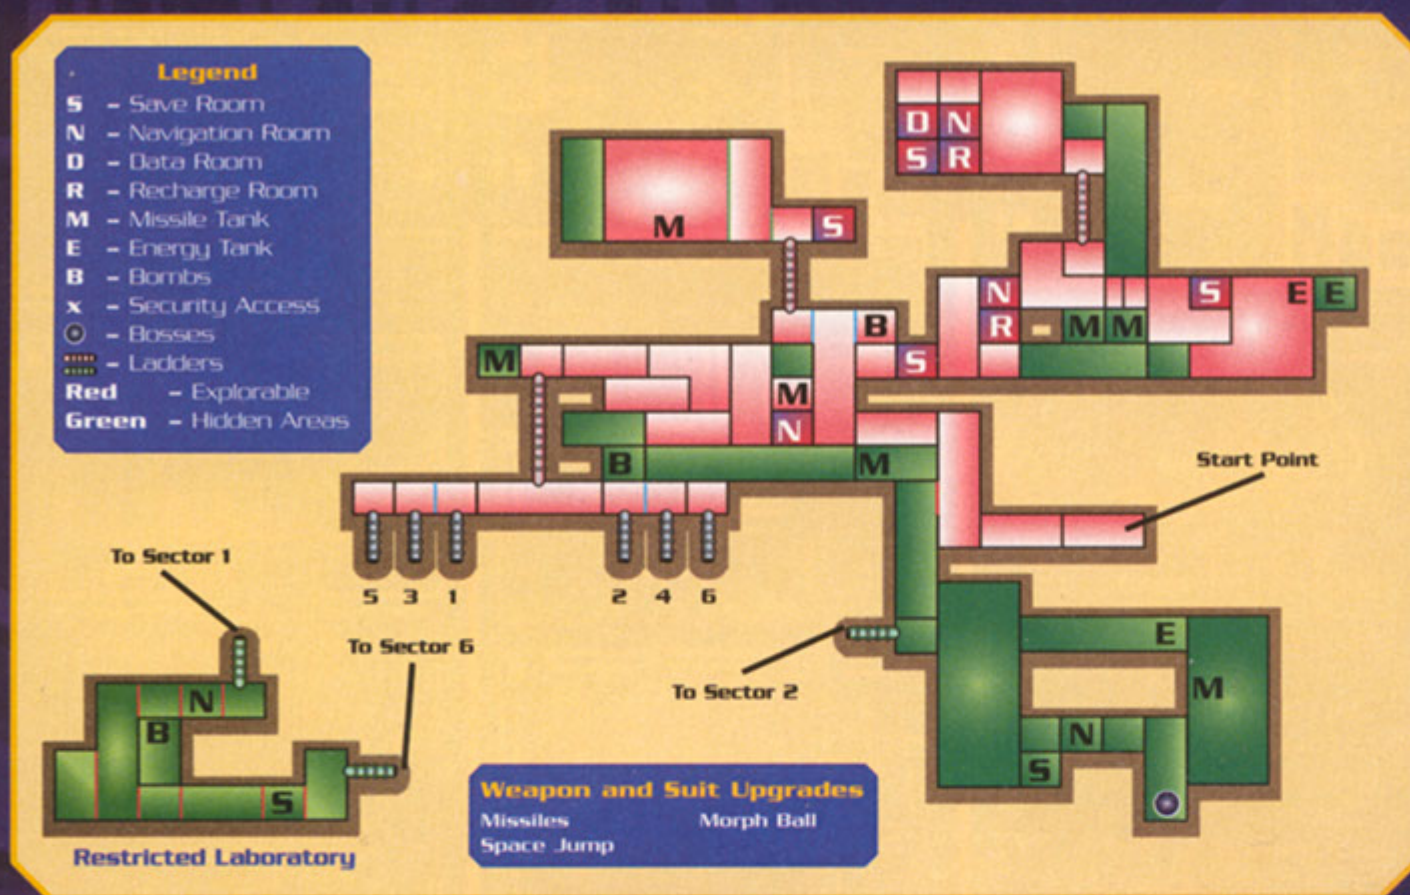 Legend
S - Save Room
N - Navigation Room
D - Data Room
R - Recharge Room
M - Missile Tank
E - Energy Tank
B - Bombs
x - Security Access
- Bosses
- Ladders
Red - Explorable
Green - Hidden Areas
D N
S R
M
S
N S E E
B R M M
M S
M
N
B M
Start Point
To Sector 1
5 3 1 2 4 6
To Sector 6
E
To Sector 2
N M
B N
S
S
Weapon and Suit Upgrades
Missiles Morph Ball
Space Jump
Restricted Laboratory